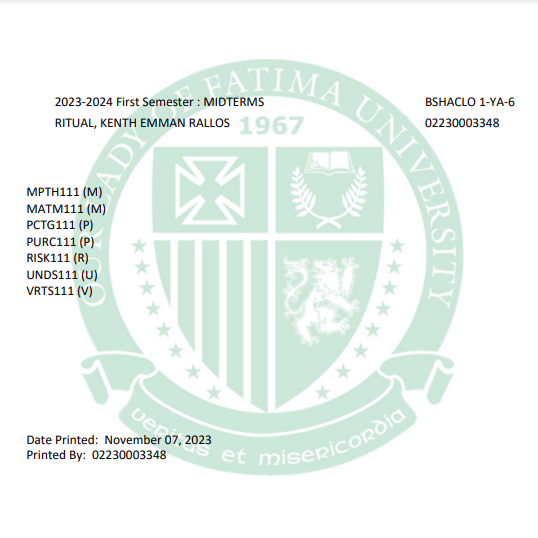 2023-2024 First Semester : MIDTERMS BSHACLO 1-YA-6
RITUAL, KENTH EMMAN RALLOS 02230003348
OUR LADY OF FATIMA UNIVERSITY
1967
MPTH111 (M)
MATM111 (M)
PCTG111 (P)
PURC111 (P)
RISK111 (R)
UNDS111 (U)
VRTS111 (V)
veritas et misericordia
Date Printed: November 07, 2023
Printed By: 02230003348